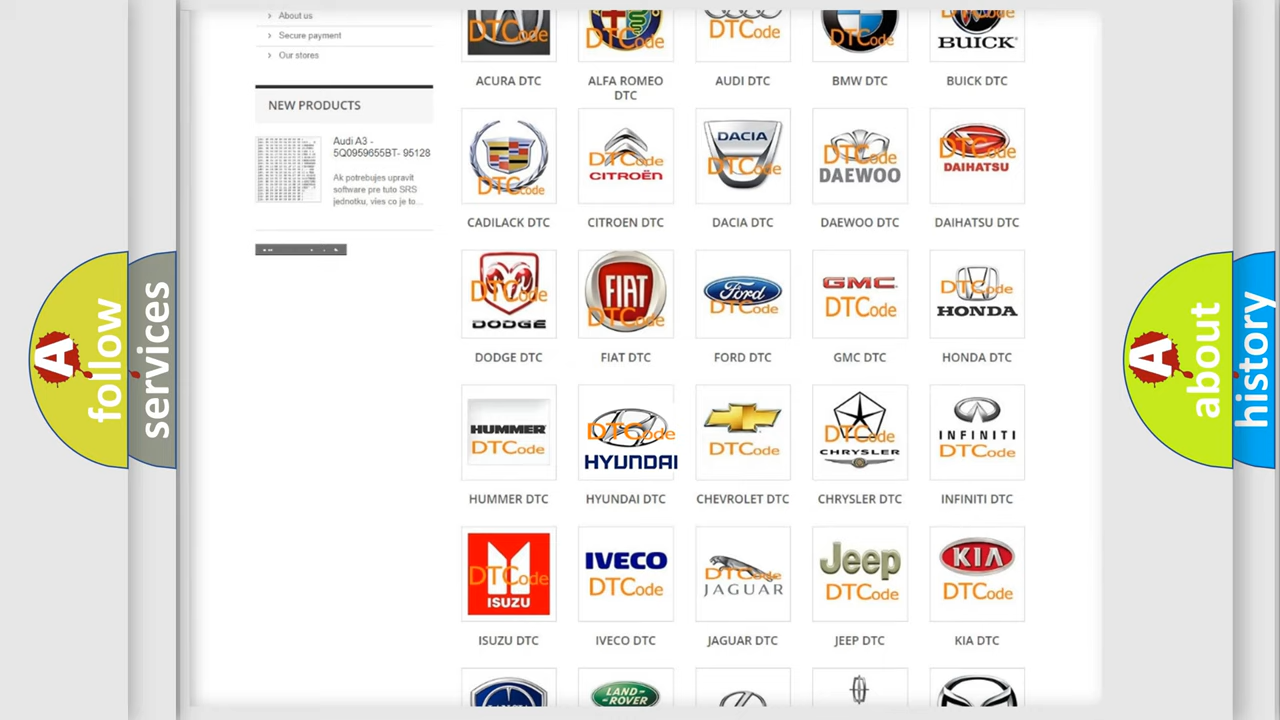 About us
Secure payment
Our stores
NEW PRODUCTS
Audi A3 -
5Q0959655BT- 95128
Ak potrebujes upravit
software pre tuto SRS
jednotku, vies co je to...
DTCode
DTCode
DTCode
DTCode
BUICK
ACURA DTC
ALFA ROMEO
DTC
AUDI DTC
BMW DTC
BUICK DTC
DTCode
DTCode
CITROËN
DACIA
DTCode
DTCode
DAEWOO
DTCode
DAIHATSU
CADILACK DTC
CITROEN DTC
DACIA DTC
DAEWOO DTC
DAIHATSU DTC
DTCode
DODGE
FIAT
DTCode
Ford
DTCode
GMC
DTCode
DTCode
HONDA
DODGE DTC
FIAT DTC
FORD DTC
GMC DTC
HONDA DTC
HUMMER
DTCode
DTCode
HYUNDAI
DTCode
DTCode
CHRYSLER
INFINITI
DTCode
HUMMER DTC
HYUNDAI DTC
CHEVROLET DTC
CHRYSLER DTC
INFINITI DTC
DTCode
ISUZU
IVECO
DTCode
DTCode
JAGUAR
Jeep
DTCode
KIA
DTCode
ISUZU DTC
IVECO DTC
JAGUAR DTC
JEEP DTC
KIA DTC
LAND-
ROVER
A
follow
services
A
about
history